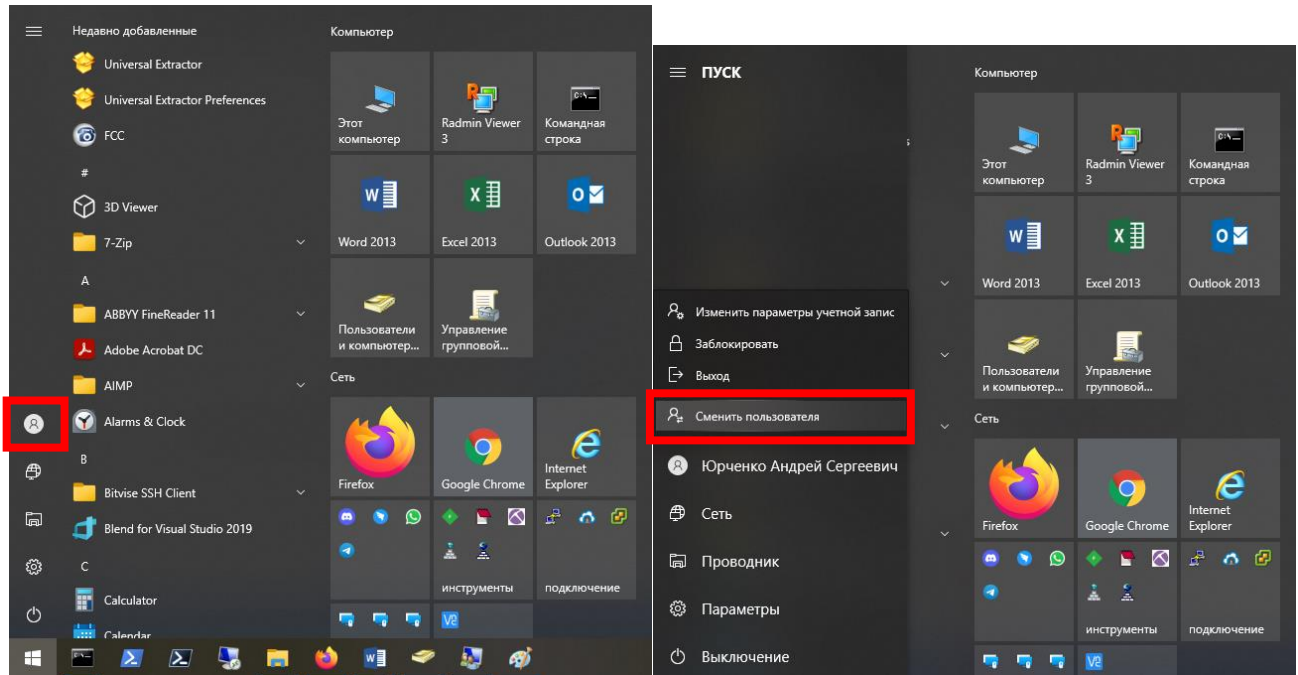 Недавно добавленные
Universal Extractor
Universal Extractor Preferences
FCC
#
3D Viewer
7-Zip
A
ABBYY FineReader 11
Adobe Acrobat DC
AIMP
Alarms & Clock
B
Bitvise SSH Client
Blend for Visual Studio 2019
C
Calculator
Calendar
Компьютер
Этот
компьютер
Radmin Viewer
3
Командная
строка
Word 2013
Excel 2013
Outlook 2013
Пользователи
и компьютер...
Управление
групповой...
Сеть
Firefox
Google Chrome
Internet
Explorer
инструменты
подключение
ПУСК
Изменить параметры учетной запис
Заблокировать
Выход
Сменить пользователя
Юрченко Андрей Сергеевич
Сеть
Проводник
Параметры
Выключение
Компьютер
Этот
компьютер
Radmin Viewer
3
Командная
строка
Word 2013
Excel 2013
Outlook 2013
Пользователи
и компьютер...
Управление
групповой...
Сеть
Firefox
Google Chrome
Internet
Explorer
инструменты
подключение